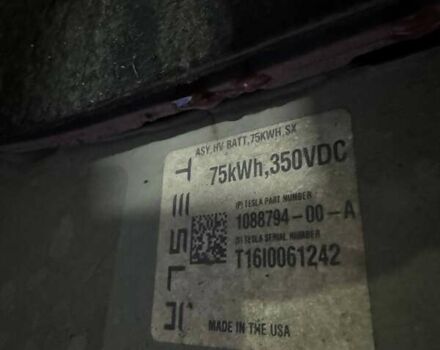 ASY,HV BATT,75KWH,SX
75kWh,350VDC
(P) TESLA PART NUMBER
1088794-00-A
(S) TESLA SERIAL NUMBER
T16I0061242
MADE IN THE USA
TESLA